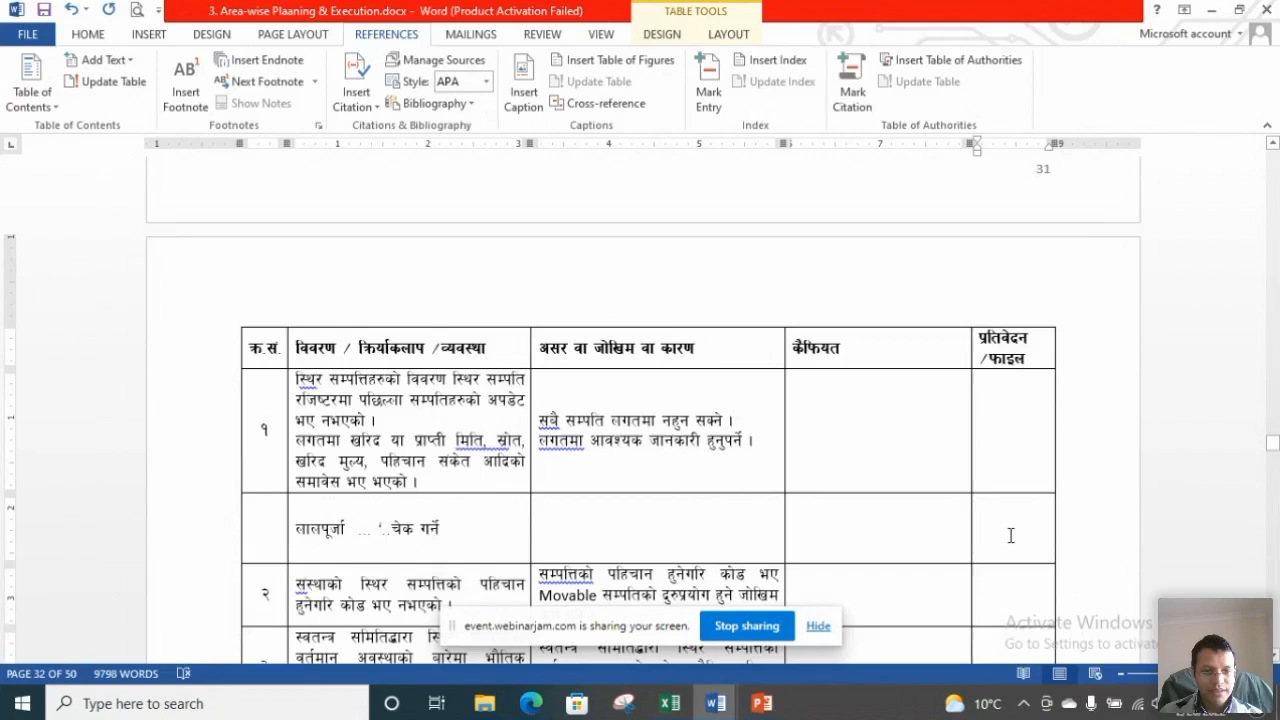 3. Area-wise Plaaning & Execution.docx - Word (Product Activation Failed)
TABLE TOOLS
FILE HOME INSERT DESIGN PAGE LAYOUT REFERENCES MAILINGS REVIEW VIEW DESIGN LAYOUT Microsoft account
Add Text
Update Table
Table of Contents
Table of Contents
AB
Insert Footnote
Insert Endnote
Next Footnote
Show Notes
Footnotes
Insert Citation
Manage Sources
Style: APA
Bibliography
Citations & Bibliography
Insert Caption
Insert Table of Figures
Update Table
Cross-reference
Captions
Mark Entry
Insert Index
Update Index
Index
Mark Citation
Insert Table of Authorities
Update Table
Table of Authorities
31
क्र.सं. विवरण / क्रियाकलाप /व्यवस्था असर वा जोखिम वा कारण कैफियत प्रतिवेदन /फाइल
१
स्थिर सम्पत्तिहरुको विवरण स्थिर सम्पति
रजिष्टरमा पछिल्ला सम्पतिहरुको अपडेट
भए नभएको ।
लगतमा खरिद या प्राप्ती मिति, स्रोत,
खरिद मुल्य, पहिचान संकेत आदिको
समावेस भए भएको ।
सबै सम्पति लगतमा नहुन सक्ने ।
लगतमा आवश्यक जानकारी हुनुपर्ने ।
लालपूर्जा ... '..चेक गर्ने
२
संस्थाको स्थिर सम्पत्तिको पहिचान
हुनेगरि कोड भए नभएको ।
सम्पत्तिको पहिचान हुनेगरि कोड भए
Movable सम्पतिको दुरुप्रयोग हुने जोखिम
वर्तमान अवस्थाको बारेमा भौतिक
event.webinarjam.com is sharing your screen. Stop sharing Hide
Activate Windows
Go to Settings to activate
PAGE 32 OF 50 9798 WORDS
Type here to search
10°C